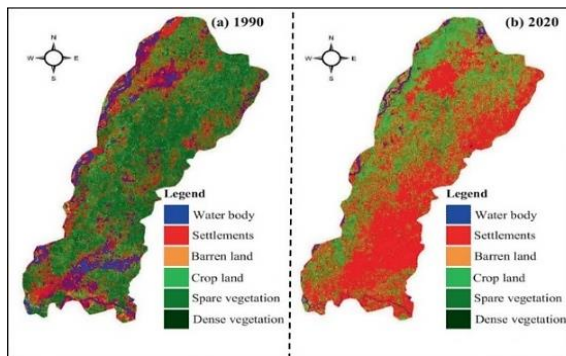 (a) 1990
N
W E
S
Legend
Water body
Settlements
Barren land
Crop land
Spare vegetation
Dense vegetation
(b) 2020
N
W E
S
Legend
Water body
Settlements
Barren land
Crop land
Spare vegetation
Dense vegetation